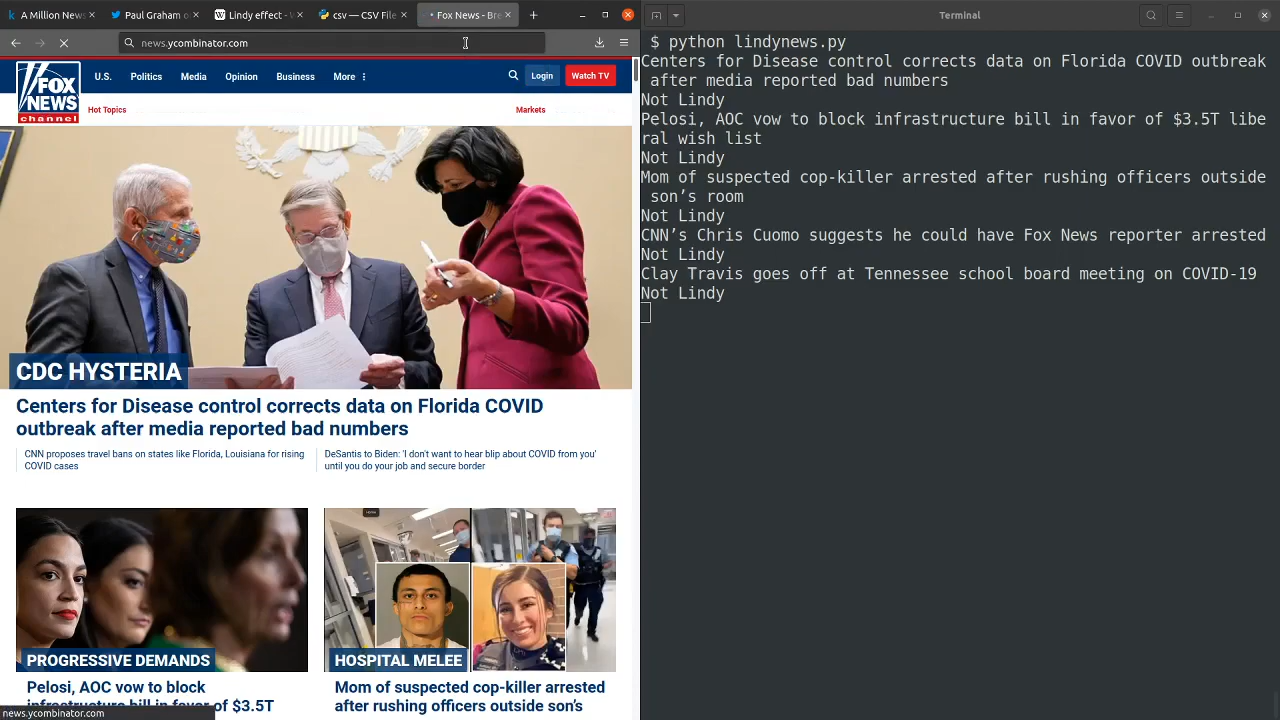 A Million News
Paul Graham o
Lindy effect - W
csv — CSV File
Fox News - Bre
news.ycombinator.com
FOX
NEWS
channel
U.S.
Politics
Media
Opinion
Business
More
Login
Watch TV
Hot Topics
Markets
CDC HYSTERIA
Centers for Disease control corrects data on Florida COVID
outbreak after media reported bad numbers
CNN proposes travel bans on states like Florida, Louisiana for rising
COVID cases
DeSantis to Biden: 'I don't want to hear blip about COVID from you'
until you do your job and secure border
PROGRESSIVE DEMANDS
Pelosi, AOC vow to block
infrastructure bill in favor of $3.5T
Home
HOSPITAL MELEE
Mom of suspected cop-killer arrested
after rushing officers outside son's
news.ycombinator.com
Terminal
$ python lindynews.py
Centers for Disease control corrects data on Florida COVID outbreak
after media reported bad numbers
Not Lindy
Pelosi, AOC vow to block infrastructure bill in favor of $3.5T libe
ral wish list
Not Lindy
Mom of suspected cop-killer arrested after rushing officers outside
son’s room
Not Lindy
CNN’s Chris Cuomo suggests he could have Fox News reporter arrested
Not Lindy
Clay Travis goes off at Tennessee school board meeting on COVID-19
Not Lindy